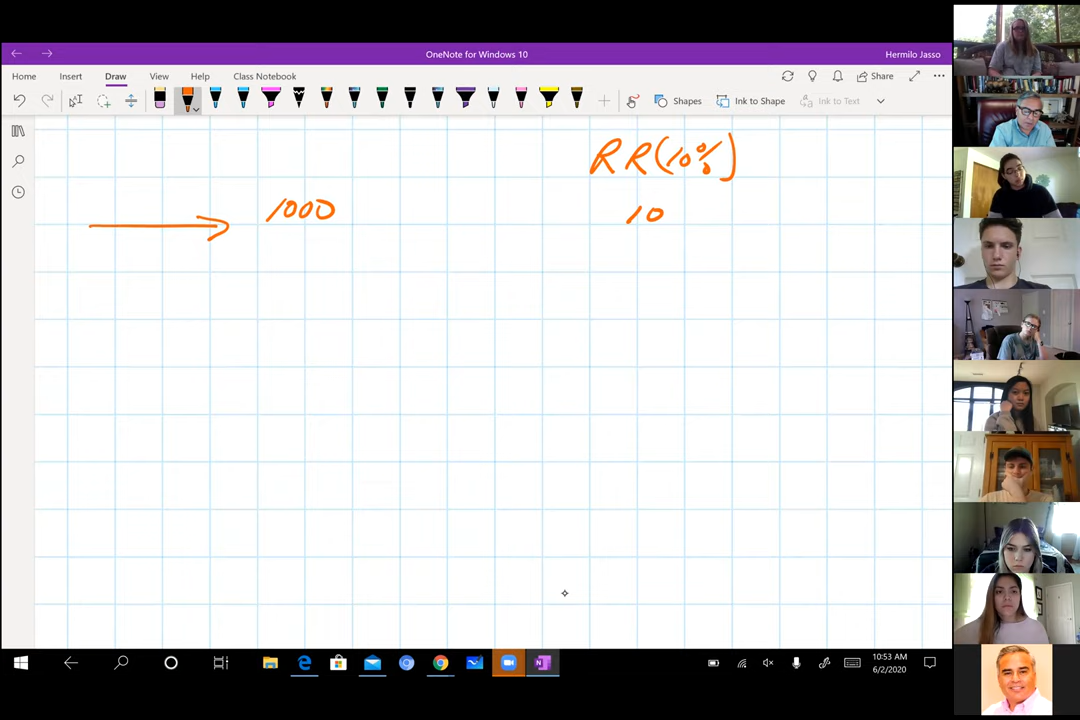 OneNote for Windows 10
Hermilo Jasso
Home Insert Draw View Help Class Notebook Share
Shapes Ink to Shape Ink to Text
RR(10%)
1000
10
10:53 AM
6/2/2020